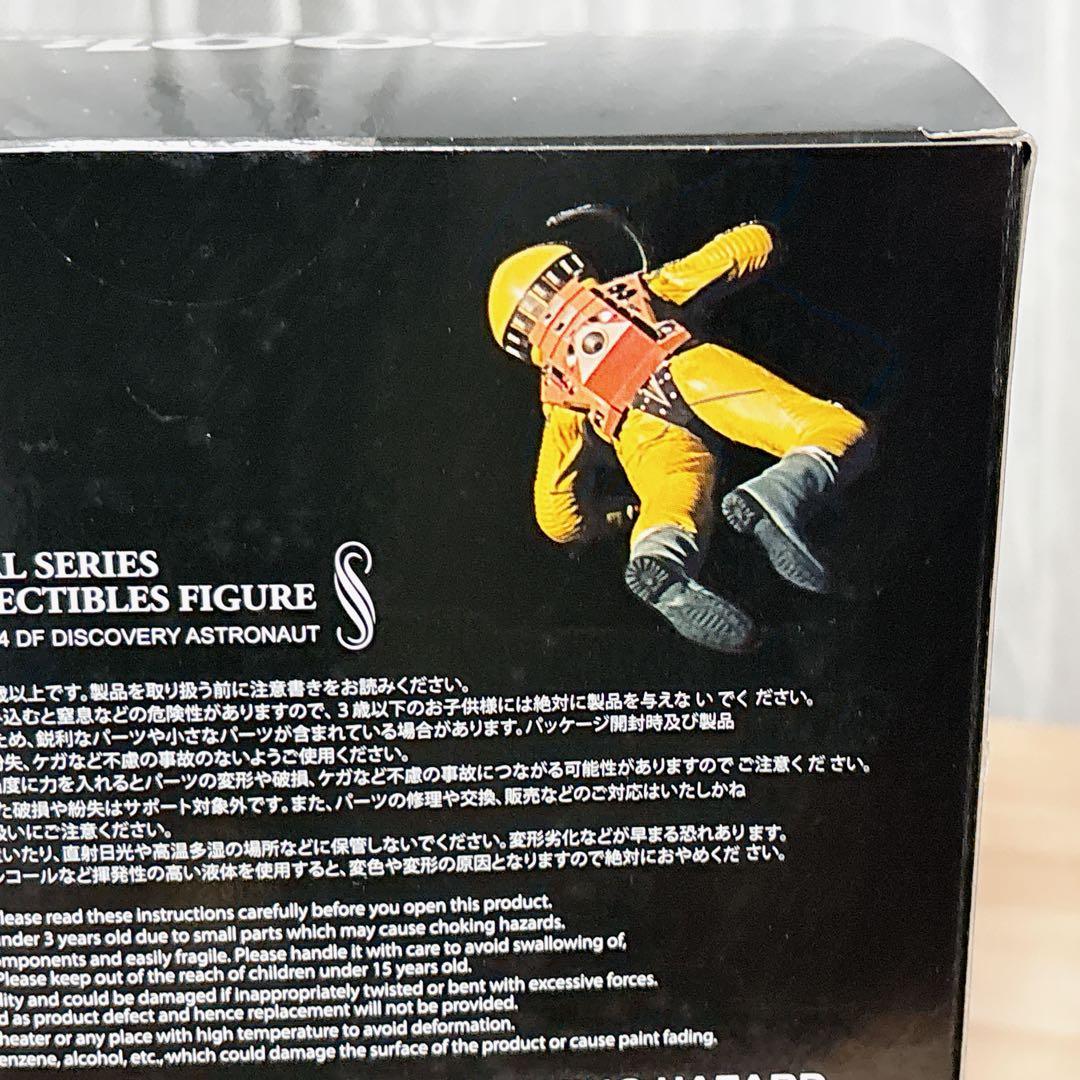 2001:
AL SERIES
ECTIBLES FIGURE
4 DF DISCOVERY ASTRONAUT
歳以上です。製品を取り扱う前に注意書きをお読みください。
込むと窒息などの危険性がありますので、3歳以下のお子様には絶対に製品を与えな い でく ださい。
ため、鋭利なパーツや小さなパーツが含まれている場合があります。パッケージ開封時及び製品
紛失、ケガなど不慮の事故のないようご使用ください。
度に力を入れるとパーツの変形や破損、ケガなど不慮の事故につながる可能性がありますので ご注意く だ さい。
た破損や紛失はサポート対象外です。また、パーツの修理や交換、販売などのご対応はいたしかね
扱いにご注意ください。
いたり、直射日光や高温多湿の場所などに保管しないでください。変形劣化などが早まる恐れあります。
コールなど揮発性の高い液体を使用すると、変色や変形の原因となりますので絶対におやめくだ さい。
lease read these instructions carefully before you open this product.
nder 3 years old due to small parts which may cause choking hazards.
mponents and easily fragile. Please handle it with care to avoid swallowing of,
Please keep out of the reach of children under 15 years old.
lity and could be damaged if inappropriately twisted or bent with excessive forces.
d as product defect and hence replacement will not be provided.
heater or any place with high temperature to avoid deformation.
enzene, alcohol, etc., which could damage the surface of the product or cause paint fading.
HAZARD